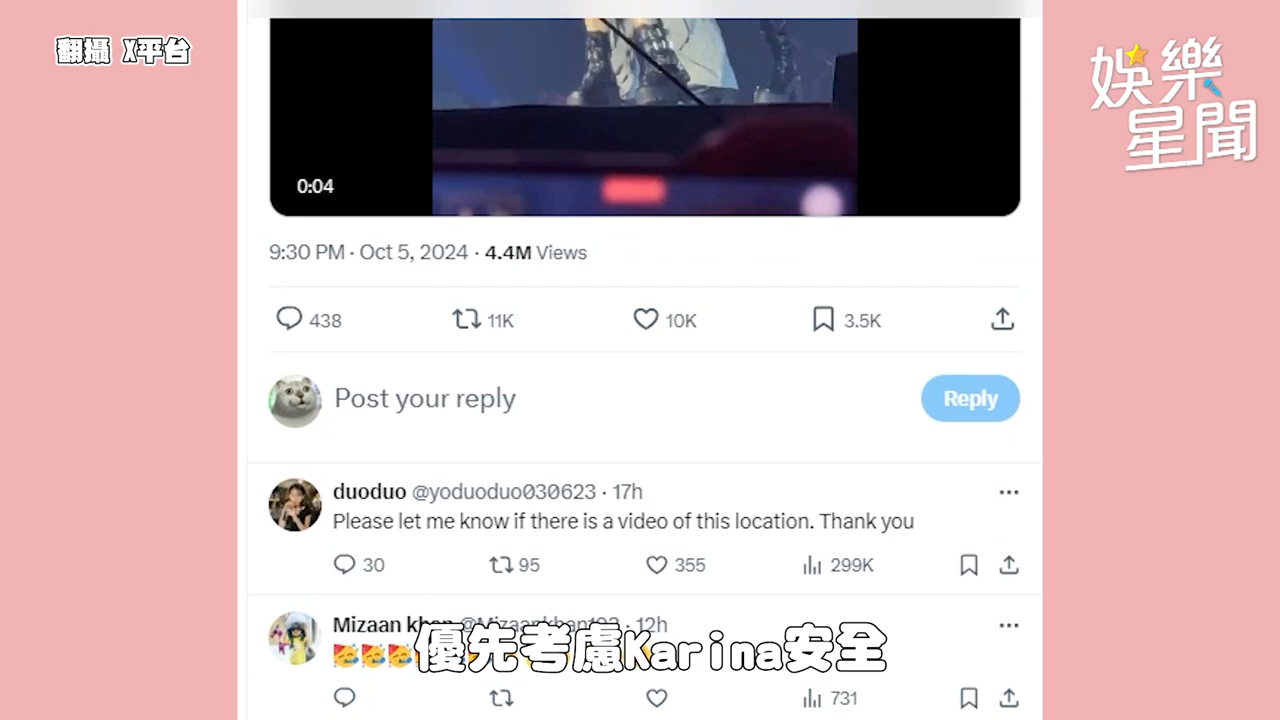 翻攝 X平台
娛樂
星聞
0:04
9:30 PM · Oct 5, 2024 · 4.4M Views
438 11K 10K 3.5K
Post your reply
Reply
duoduo @yoduoduo030623 · 17h
Please let me know if there is a video of this location. Thank you
30 95 355 299K
Mizaan khan · 12h
優先考慮Karina安全
731